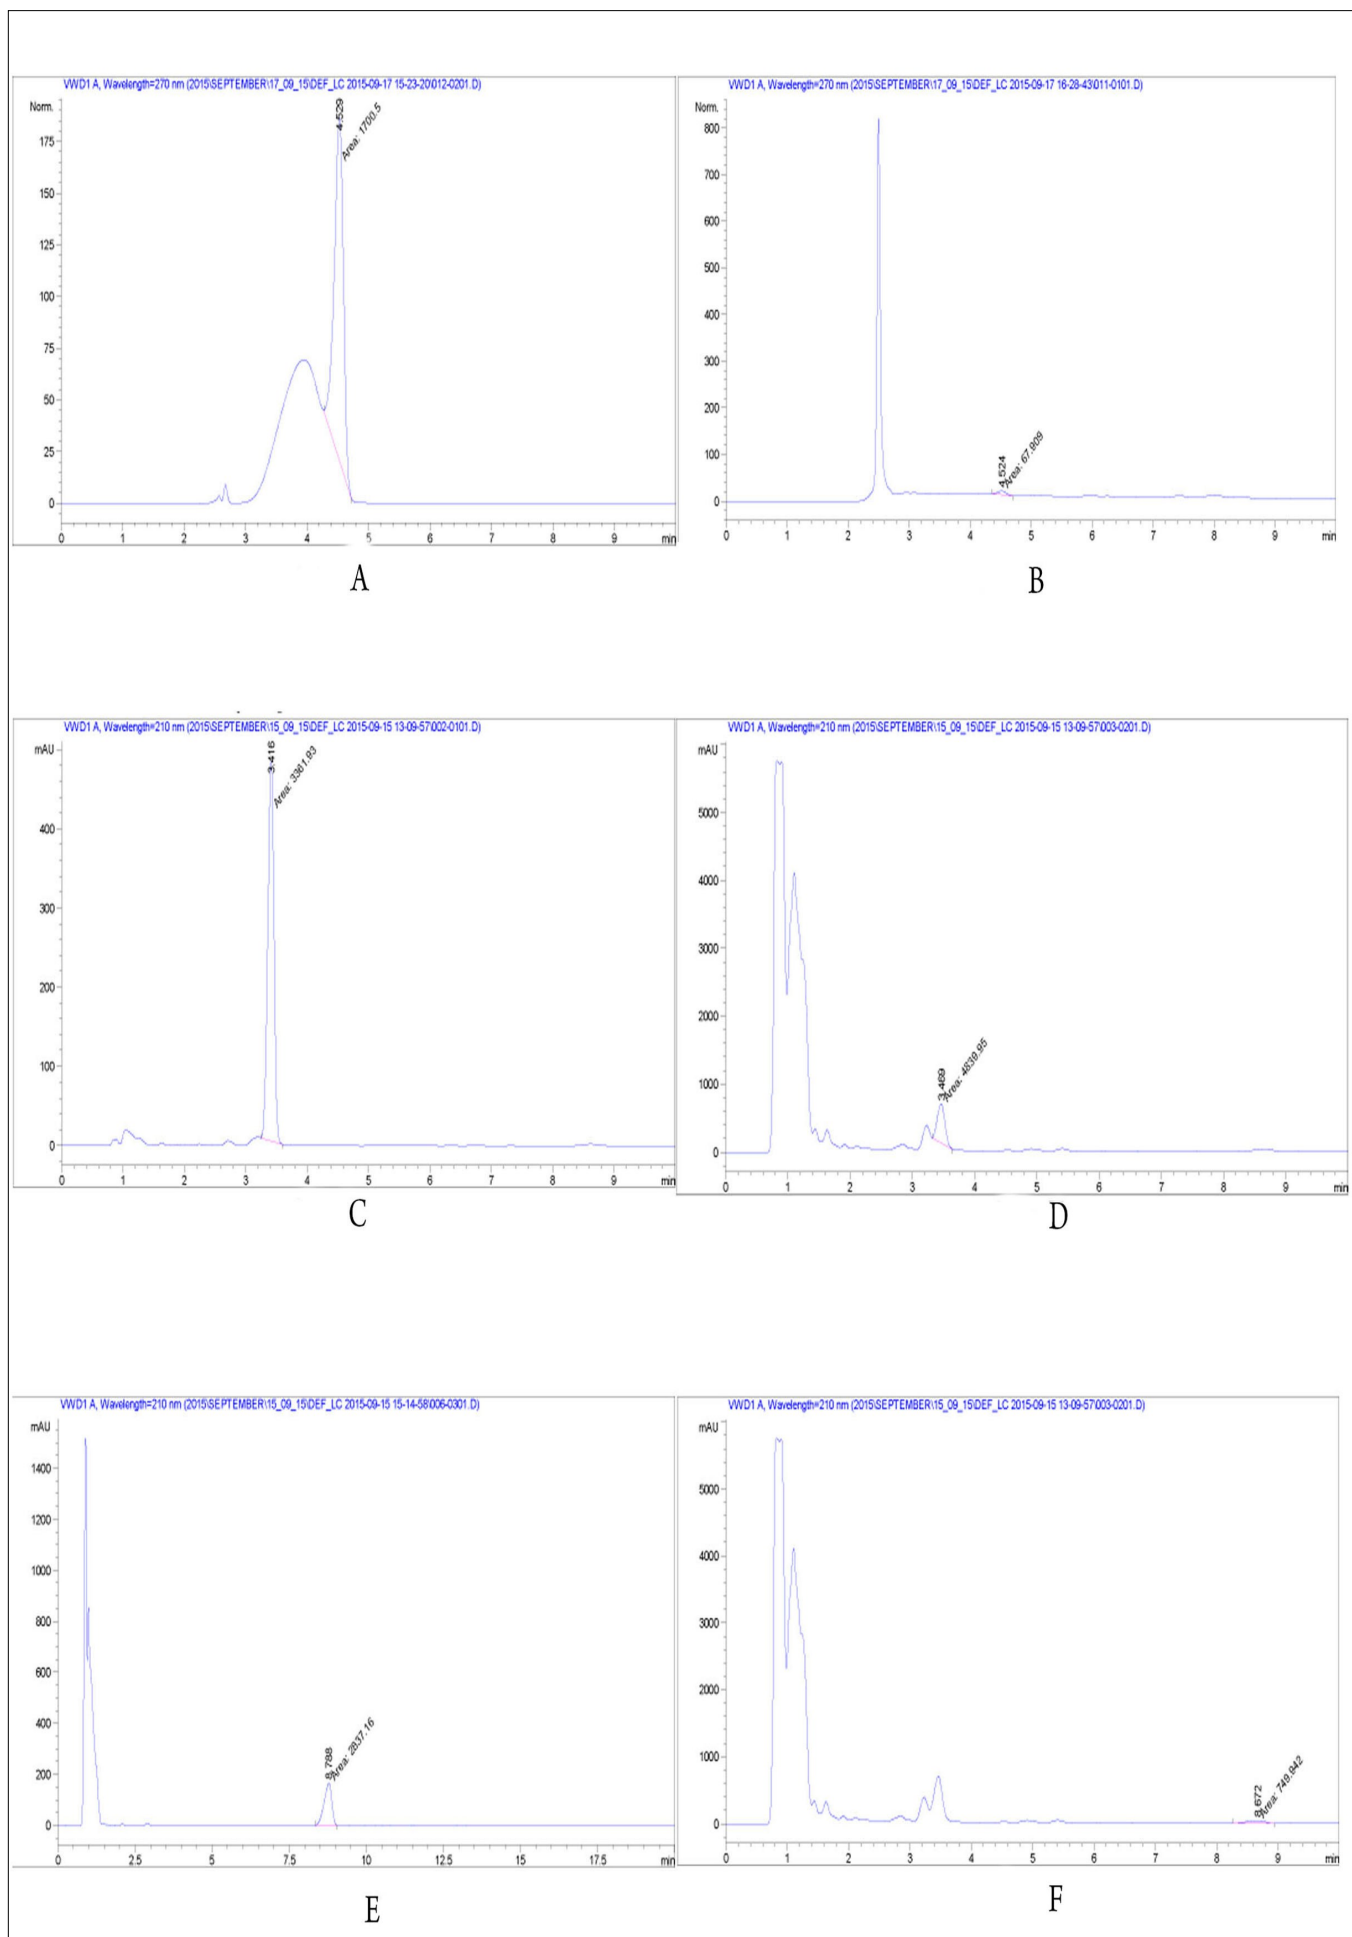 VWD1 A, Wavelength=270 nm (2015\SEPTEMBER\17_09_15\DEF_LC 2015-09-17 15-23-20\012-0201.D)
Norm.
4.529
Area: 1700.5
175
150
125
100
75
50
25
0
0 1 2 3 4 5 6 7 8 9 min
A
VWD1 A, Wavelength=270 nm (2015\SEPTEMBER\17_09_15\DEF_LC 2015-09-17 16-28-43\011-0101.D)
Norm.
800
700
600
500
400
300
200
100
0
4.524
Area: 67.909
0 1 2 3 4 5 6 7 8 9 min
B
VWD1 A, Wavelength=210 nm (2015\SEPTEMBER\15_09_15\DEF_LC 2015-09-15 13-09-57\002-0101.D)
mAU
3.416
Area: 3361.93
400
300
200
100
0
0 1 2 3 4 5 6 7 8 9 min
C
VWD1 A, Wavelength=210 nm (2015\SEPTEMBER\15_09_15\DEF_LC 2015-09-15 13-09-57\003-0201.D)
mAU
5000
4000
3000
2000
1000
0
3.469
Area: 4839.95
0 1 2 3 4 5 6 7 8 9 min
D
VWD1 A, Wavelength=210 nm (2015\SEPTEMBER\15_09_15\DEF_LC 2015-09-15 15-14-58\006-0301.D)
mAU
1400
1200
1000
800
600
400
200
0
8.788
Area: 2837.16
0 2.5 5 7.5 10 12.5 15 17.5 min
E
VWD1 A, Wavelength=210 nm (2015\SEPTEMBER\15_09_15\DEF_LC 2015-09-15 13-09-57\003-0201.D)
mAU
5000
4000
3000
2000
1000
0
8.672
Area: 749.942
0 1 2 3 4 5 6 7 8 9 min
F